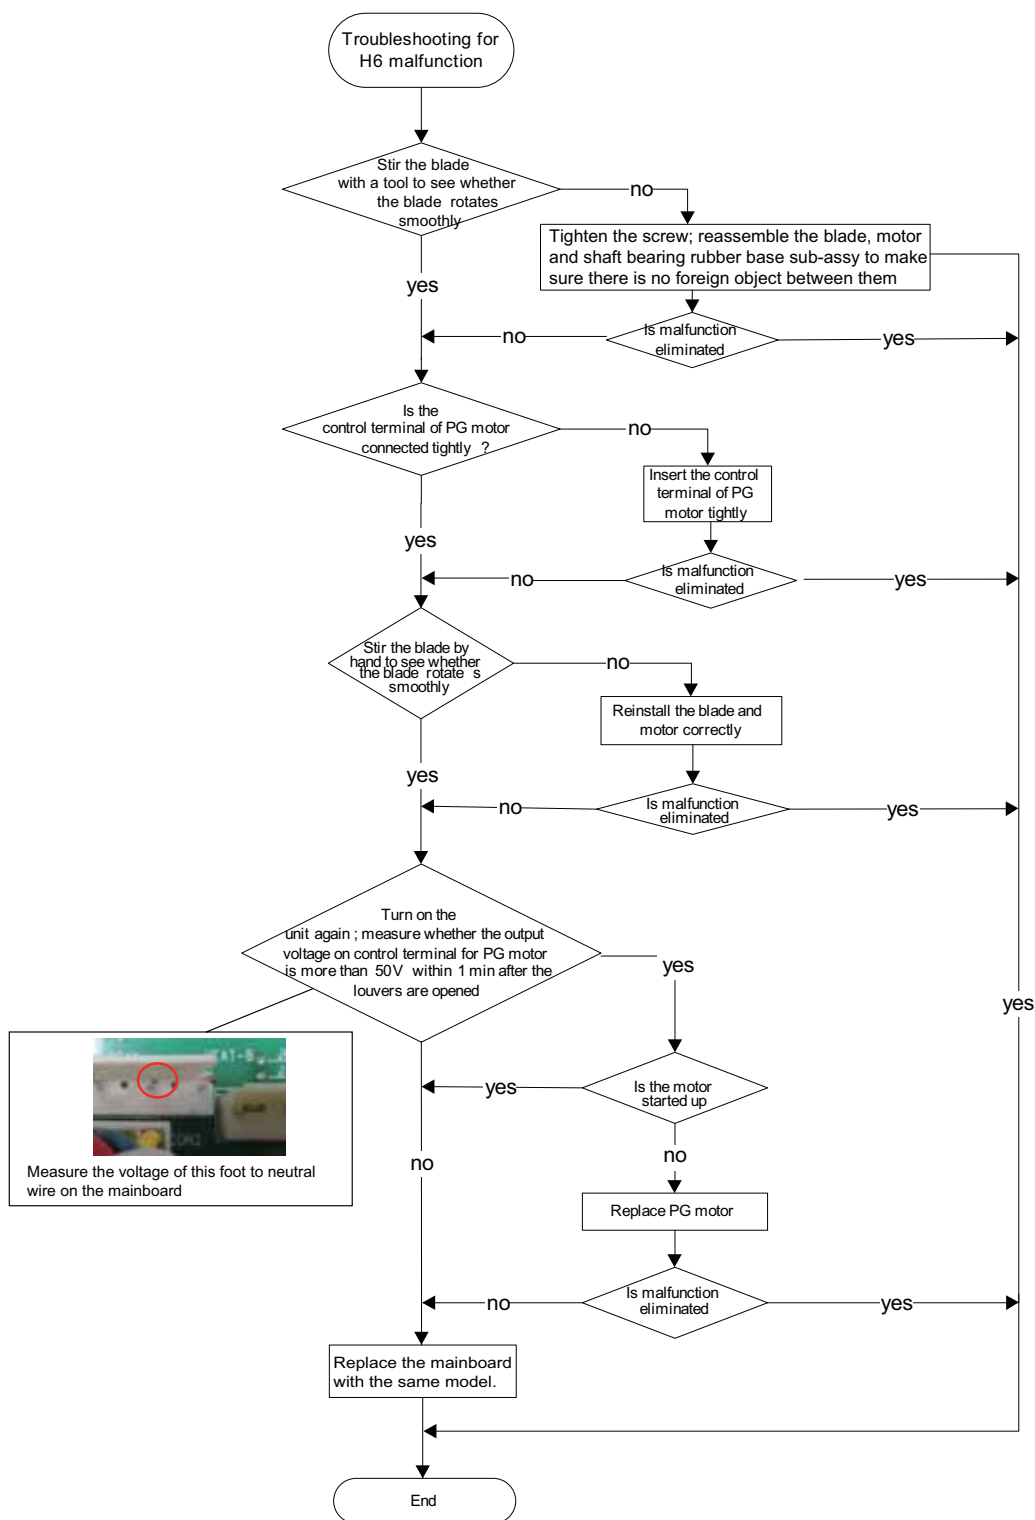 Troubleshooting for
H6 malfunction
Stir the blade
with a tool to see whether
the blade rotates
smoothly
no
Tighten the screw; reassemble the blade, motor
and shaft bearing rubber base sub-assy to make
sure there is no foreign object between them
yes
Is malfunction
eliminated
no
yes
Is the
control terminal of PG motor
connected tightly ?
no
Insert the control
terminal of PG
motor tightly
yes
Is malfunction
eliminated
no
yes
Stir the blade by
hand to see whether
the blade rotate s
smoothly
no
Reinstall the blade and
motor correctly
yes
Is malfunction
eliminated
no
yes
Turn on the
unit again ; measure whether the output
voltage on control terminal for PG motor
is more than 50V within 1 min after the
louvers are opened
yes
yes
Measure the voltage of this foot to neutral
wire on the mainboard
Is the motor
started up
yes
no
no
Replace PG motor
Is malfunction
eliminated
no
yes
Replace the mainboard
with the same model.
End